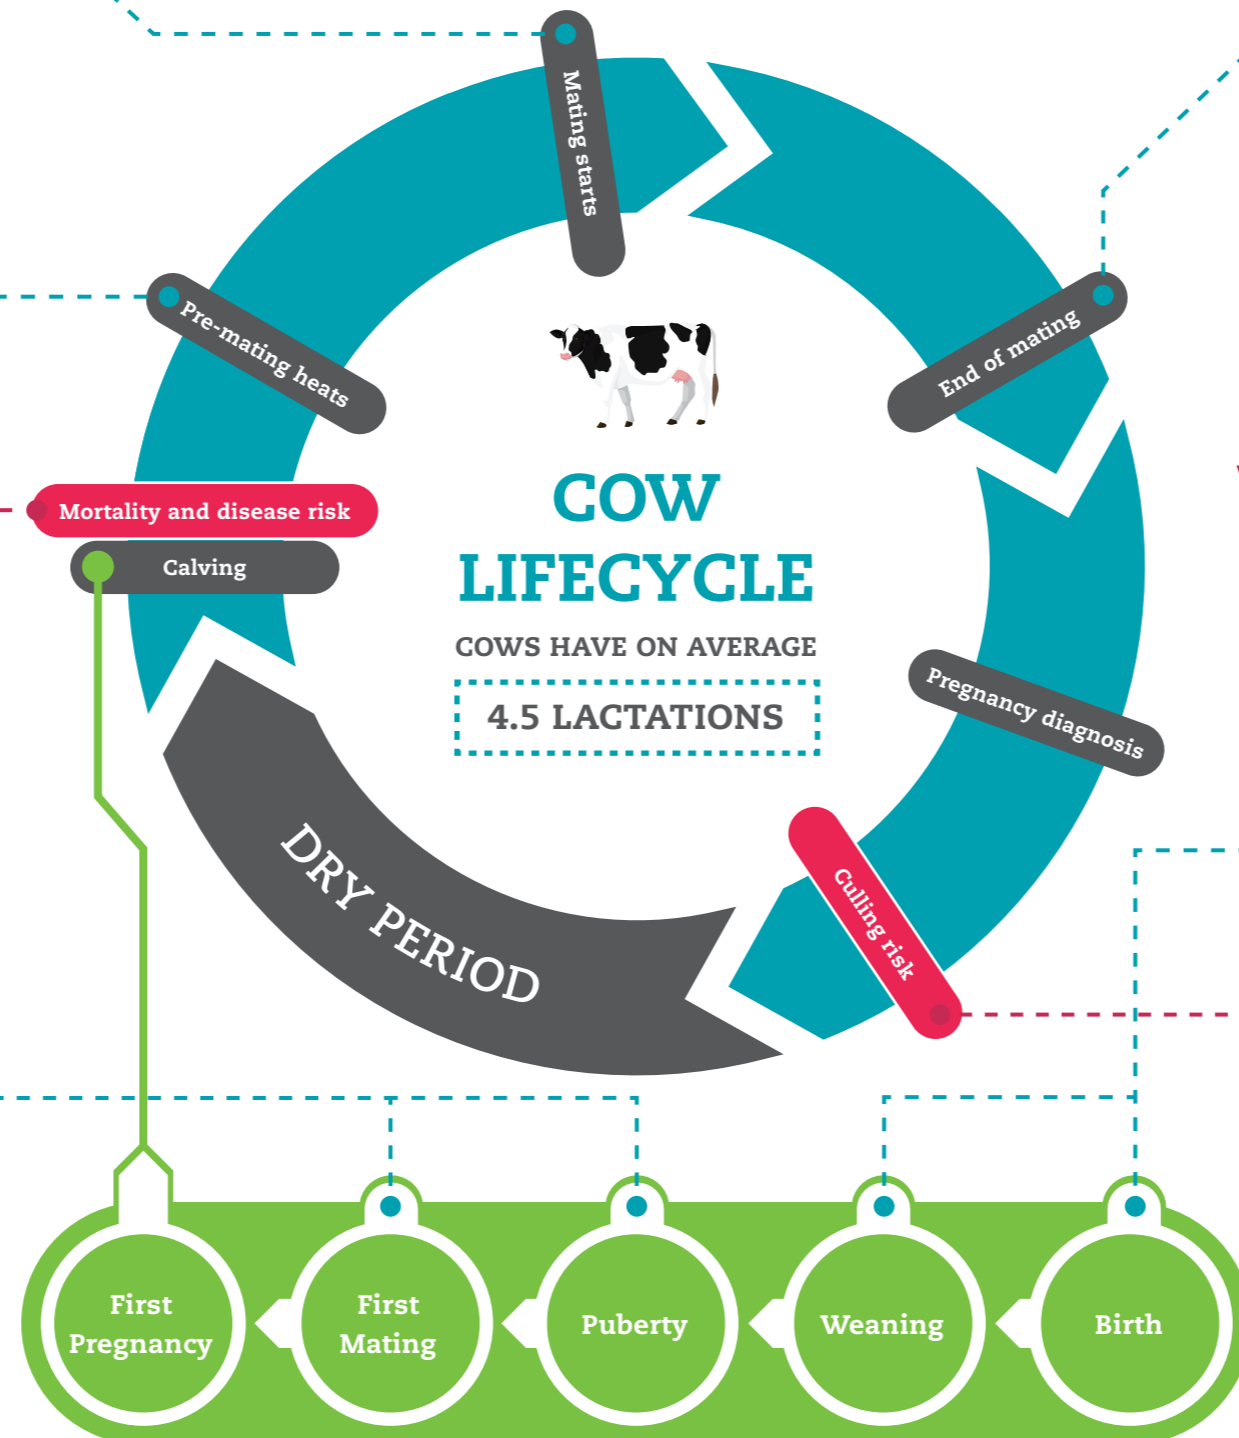 Mating starts
Pre-mating heats
End of mating
Mortality and disease risk
Calving
COW
LIFECYCLE
COWS HAVE ON AVERAGE
4.5 LACTATIONS
Pregnancy diagnosis
Culling risk
DRY PERIOD
First
Pregnancy
First
Mating
Puberty
Weaning
Birth